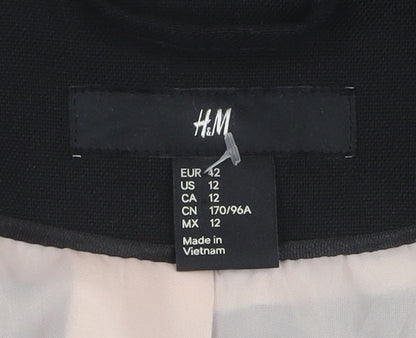 H&M
EUR 42
US 12
CA 12
CN 170/96A
MX 12
Made in
Vietnam